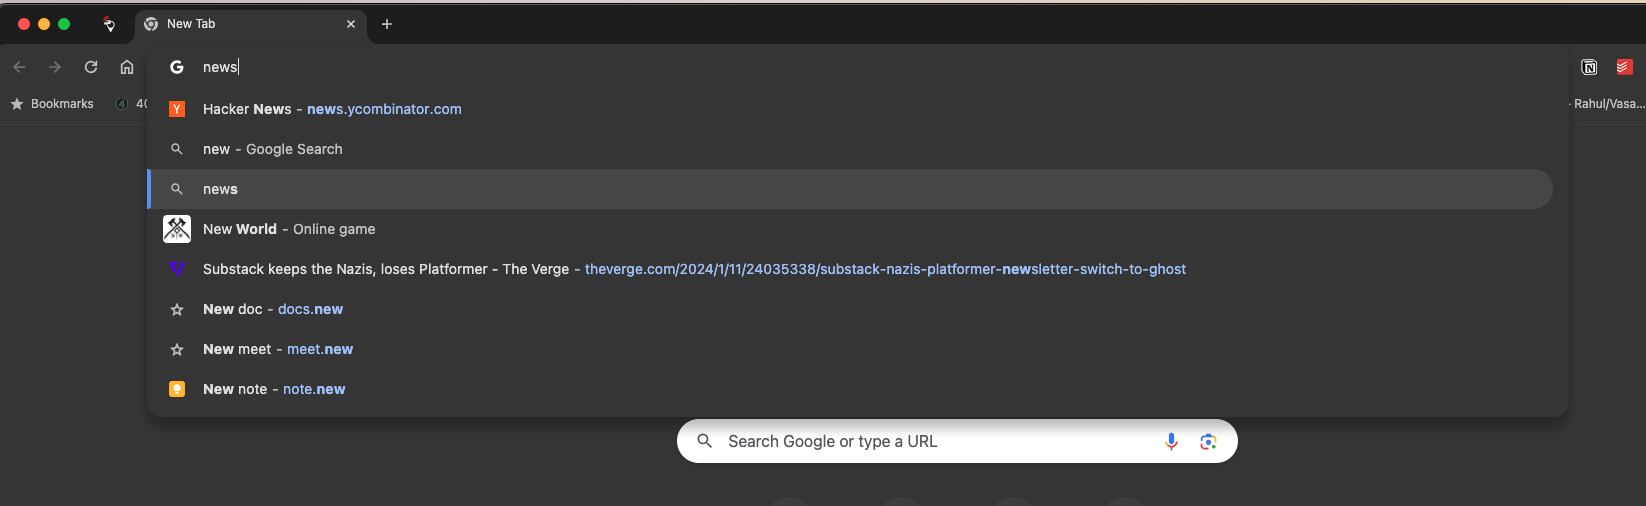 New Tab
news
Bookmarks
40
Rahul/Vasa...
Hacker News - news.ycombinator.com
new - Google Search
news
New World - Online game
Substack keeps the Nazis, loses Platformer - The Verge - theverge.com/2024/1/11/24035338/substack-nazis-platformer-newsletter-switch-to-ghost
New doc - docs.new
New meet - meet.new
New note - note.new
Search Google or type a URL